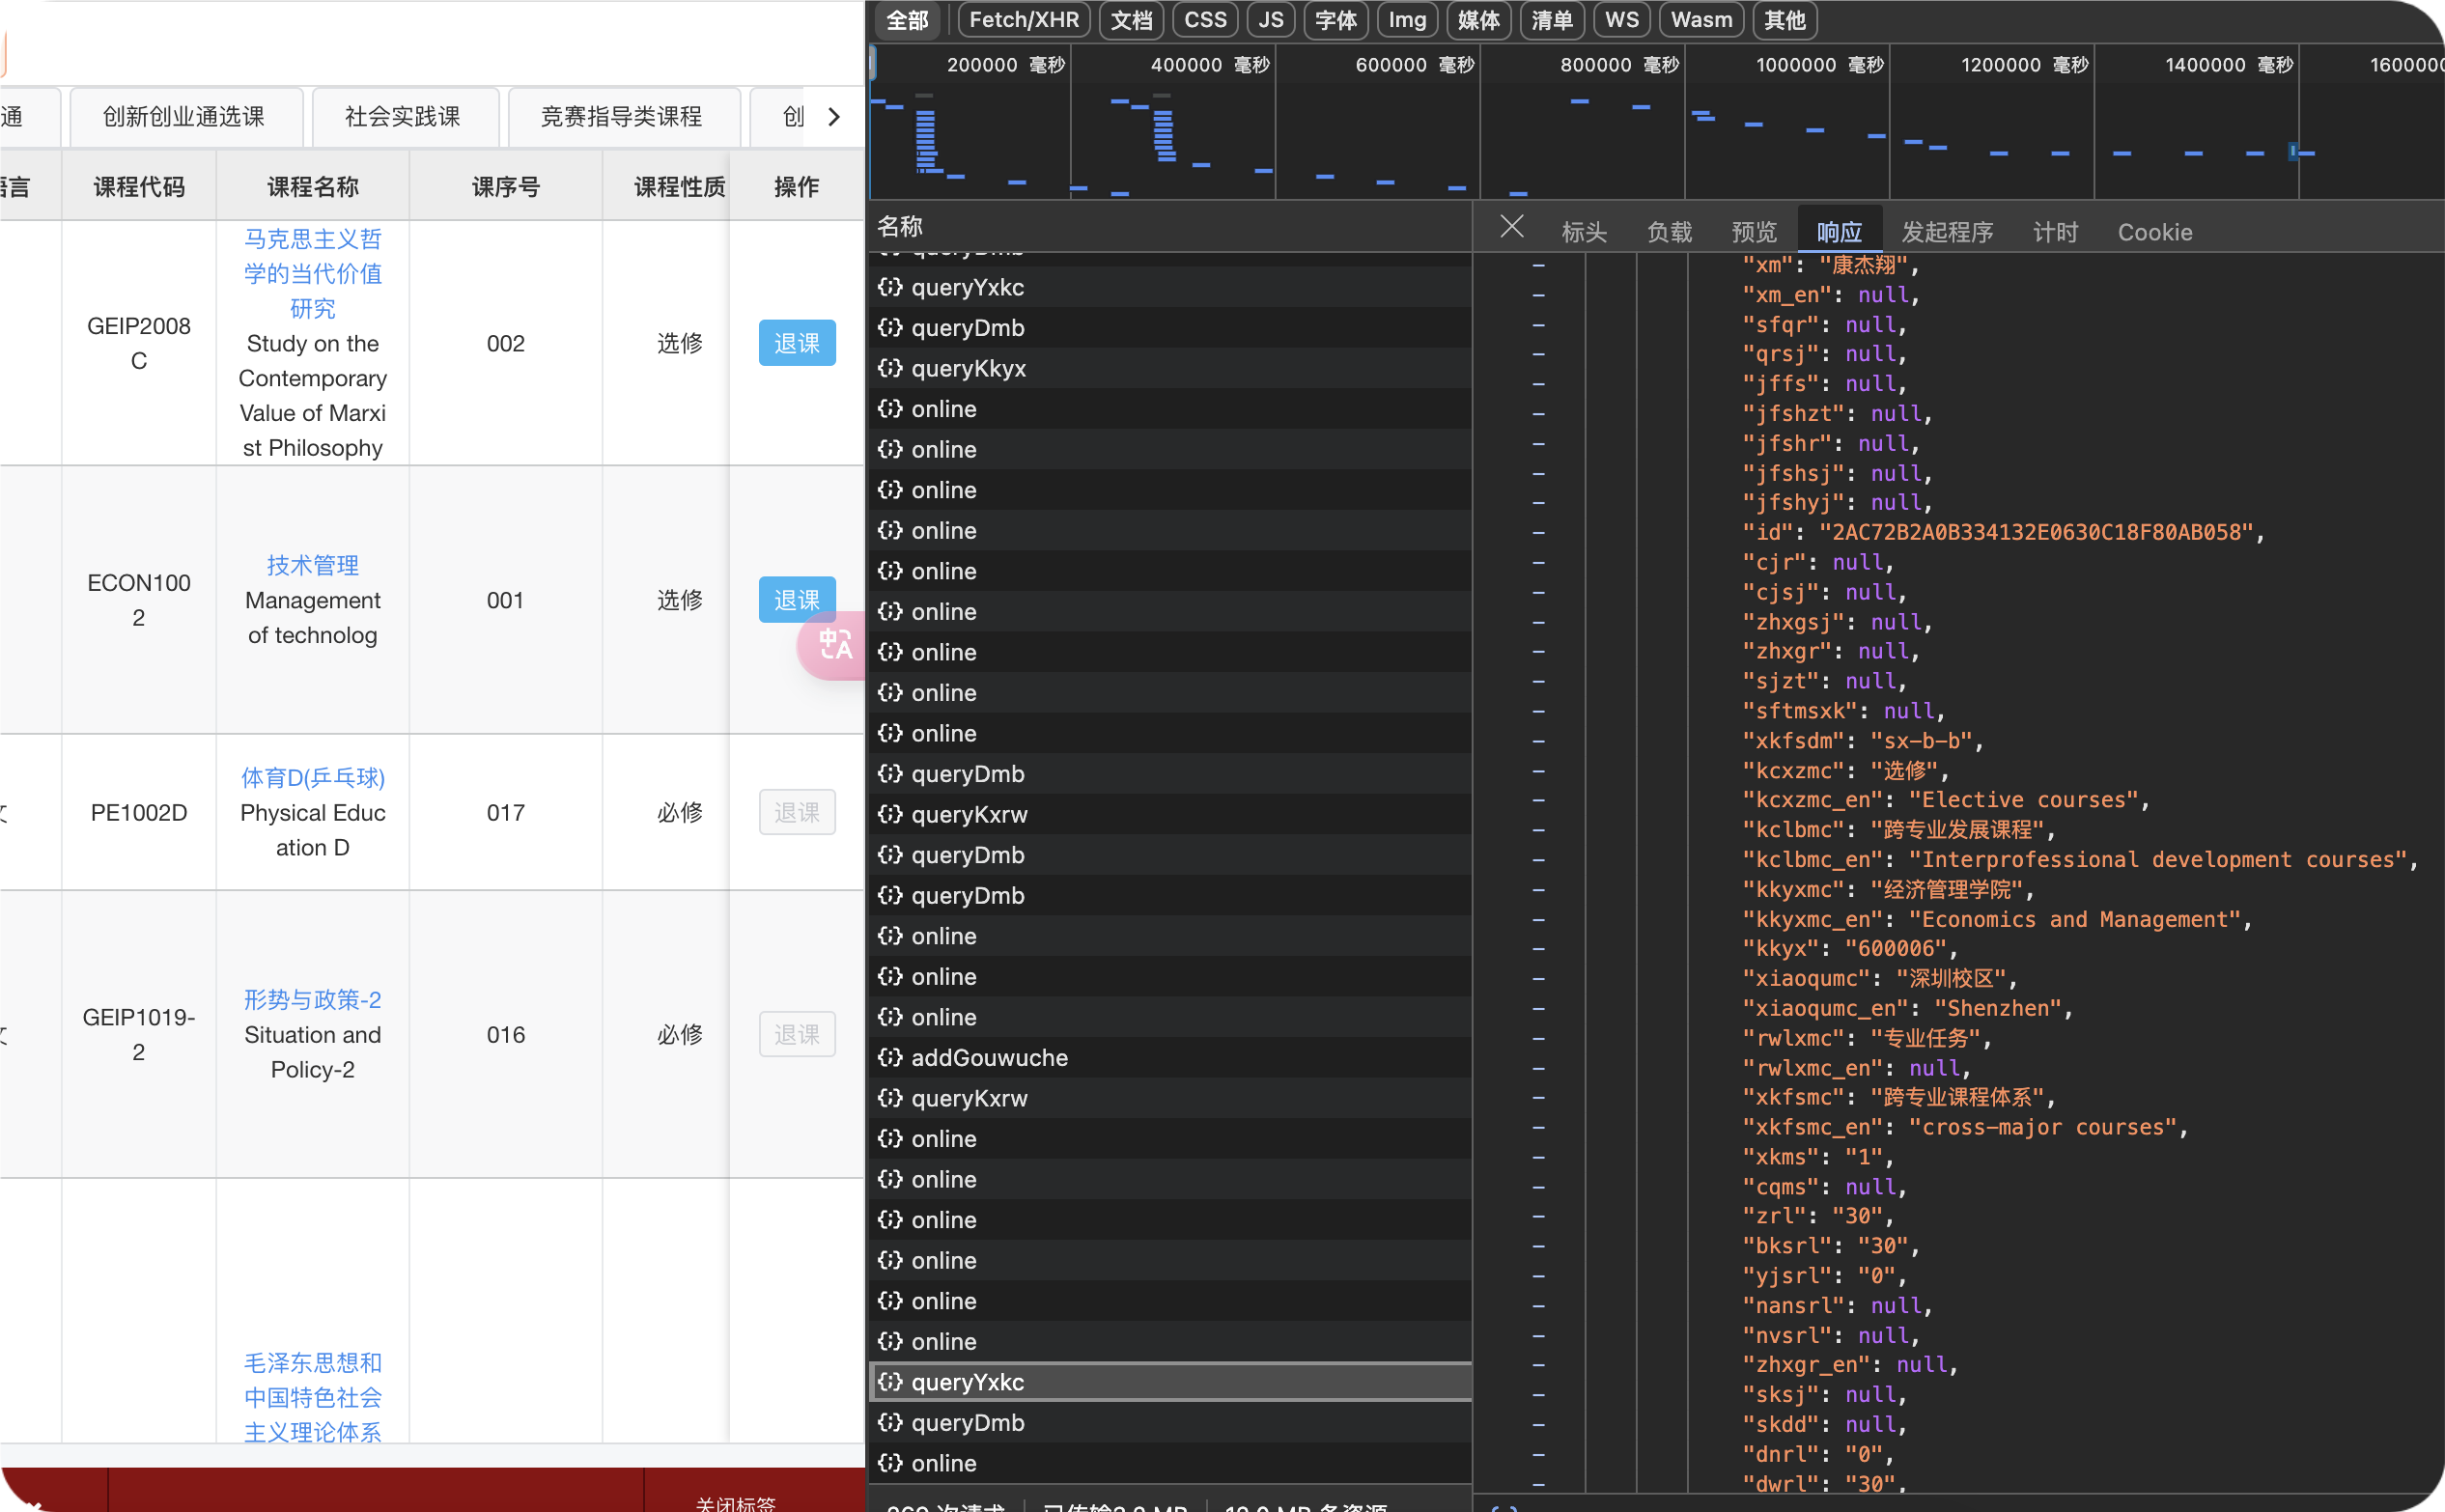 通
创新创业通选课
社会实践课
竞赛指导类课程
创
课程代码
课程名称
课序号
课程性质
操作
GEIP2008
C
马克思主义哲
学的当代价值
研究
Study on the
Contemporary
Value of Marxi
st Philosophy
002
选修
退课
ECON100
2
技术管理
Management
of technolog
001
选修
退课
中A
PE1002D
体育D(乒乓球)
Physical Educ
ation D
017
必修
退课
GEIP1019-
2
形势与政策-2
Situation and
Policy-2
016
必修
退课
毛泽东思想和
中国特色社会
主义理论体系
关闭标签
全部
Fetch/XHR
文档
CSS
JS
字体
Img
媒体
清单
WS
Wasm
其他
200000 毫秒
400000 毫秒
600000 毫秒
800000 毫秒
1000000 毫秒
1200000 毫秒
1400000 毫秒
160000
名称
queryDmb
queryYxkc
queryDmb
queryKkyx
online
online
online
online
online
online
online
online
online
queryDmb
queryKxrw
queryDmb
queryDmb
online
online
online
addGouwuche
queryKxrw
online
online
online
online
online
online
queryYxkc
queryDmb
online
标头
负载
预览
响应
发起程序
计时
Cookie
"xm": "康杰翔",
"xm_en": null,
"sfqr": null,
"qrsj": null,
"jffs": null,
"jfshzt": null,
"jfshr": null,
"jfshsj": null,
"jfshyj": null,
"id": "2AC72B2A0B334132E0630C18F80AB058",
"cjr": null,
"cjsj": null,
"zhxgsj": null,
"zhxgr": null,
"sjzt": null,
"sftmsxk": null,
"xkfsdm": "sx-b-b",
"kcxzmc": "选修",
"kcxzmc_en": "Elective courses",
"kclbmc": "跨专业发展课程",
"kclbmc_en": "Interprofessional development courses",
"kkyxmc": "经济管理学院",
"kkyxmc_en": "Economics and Management",
"kkyx": "600006",
"xiaoqumc": "深圳校区",
"xiaoqumc_en": "Shenzhen",
"rwlxmc": "专业任务",
"rwlxmc_en": null,
"xkfsmc": "跨专业课程体系",
"xkfsmc_en": "cross-major courses",
"xkms": "1",
"cqms": null,
"zrl": "30",
"bksrl": "30",
"yjsrl": "0",
"nansrl": null,
"nvsrl": null,
"zhxgr_en": null,
"sksj": null,
"skdd": null,
"dnrl": "0",
"dwrl": "30",